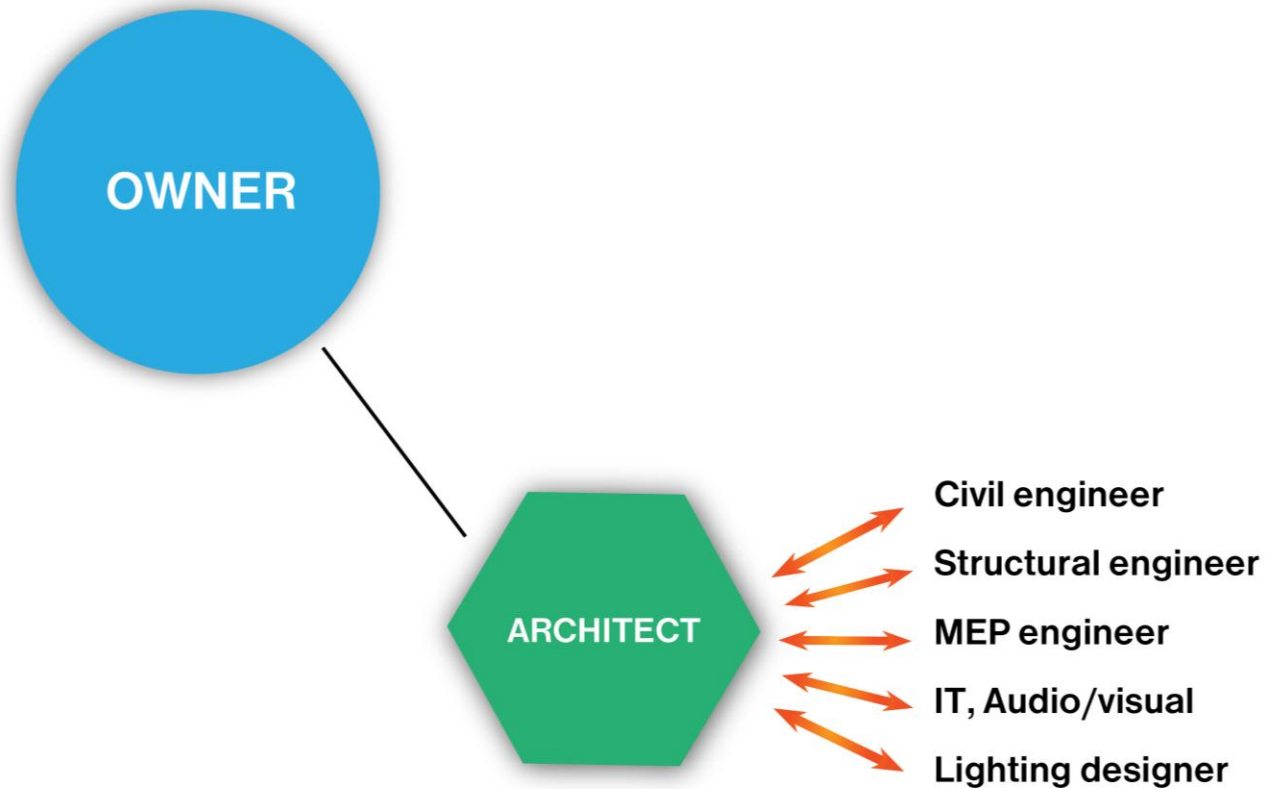 OWNER
ARCHITECT
Civil engineer
Structural engineer
MEP engineer
IT, Audio/visual
Lighting designer